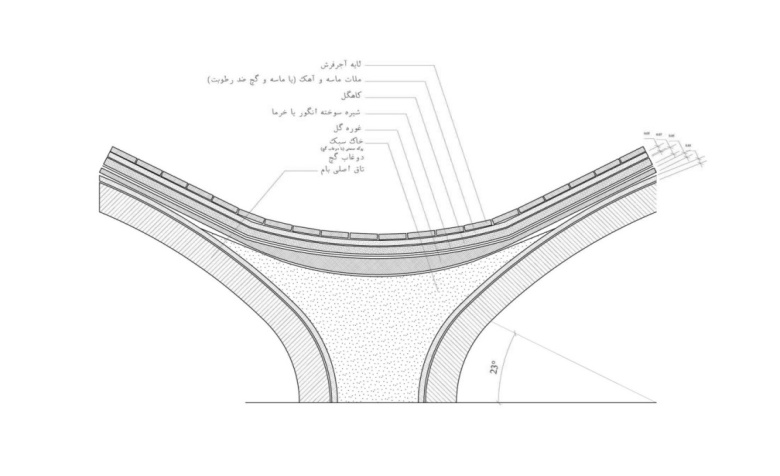 لایه آجرفرش
ملات ماسه و آهک (یا ماسه و گچ ضد رطوبت)
کاهگل
شیره سوخته انگور یا خرما
غوره گل
خاک سبک
دوغاب گچ
تاق اصلی بام
23°